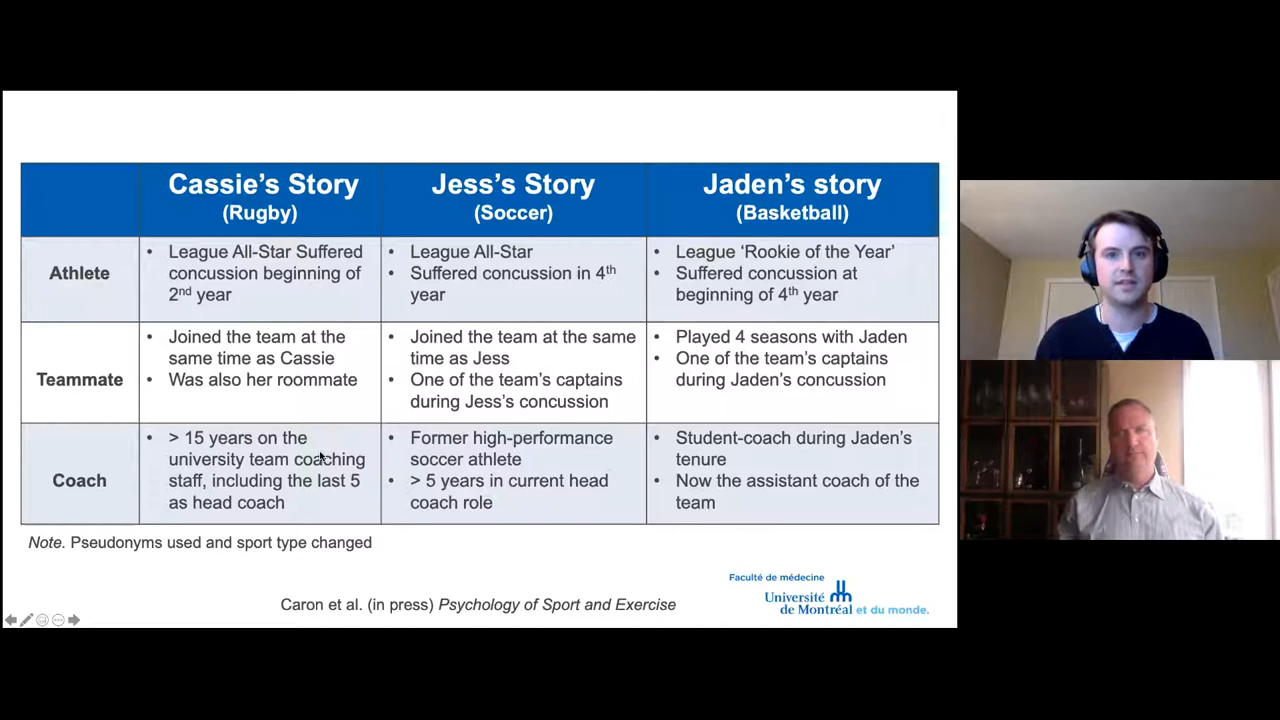 Cassie's Story
(Rugby)
Jess's Story
(Soccer)
Jaden's story
(Basketball)
Athlete
• League All-Star Suffered
concussion beginning of
2nd year
• League All-Star
• Suffered concussion in 4th
year
• League 'Rookie of the Year'
• Suffered concussion at
beginning of 4th year
Teammate
• Joined the team at the
same time as Cassie
• Was also her roommate
• Joined the team at the same
time as Jess
• One of the team's captains
during Jess's concussion
• Played 4 seasons with Jaden
• One of the team's captains
during Jaden's concussion
Coach
• > 15 years on the
university team coaching
staff, including the last 5
as head coach
• Former high-performance
soccer athlete
• > 5 years in current head
coach role
• Student-coach during Jaden's
tenure
• Now the assistant coach of the
team
Note. Pseudonyms used and sport type changed
Caron et al. (in press) Psychology of Sport and Exercise
Faculté de médecine
Université
de Montréal et du monde.